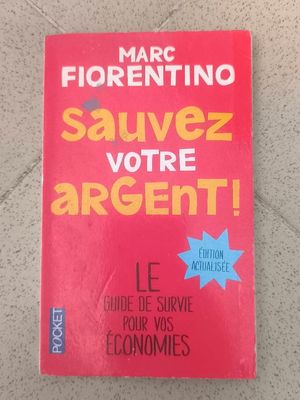 MARC
FIORENTINO
sauvez
VOTRE
ARGENT!
ÉDITION
ACTUALISÉE
LE
GUIDE DE SURVIE
POUR VOS
ÉCONOMIES
POCKET